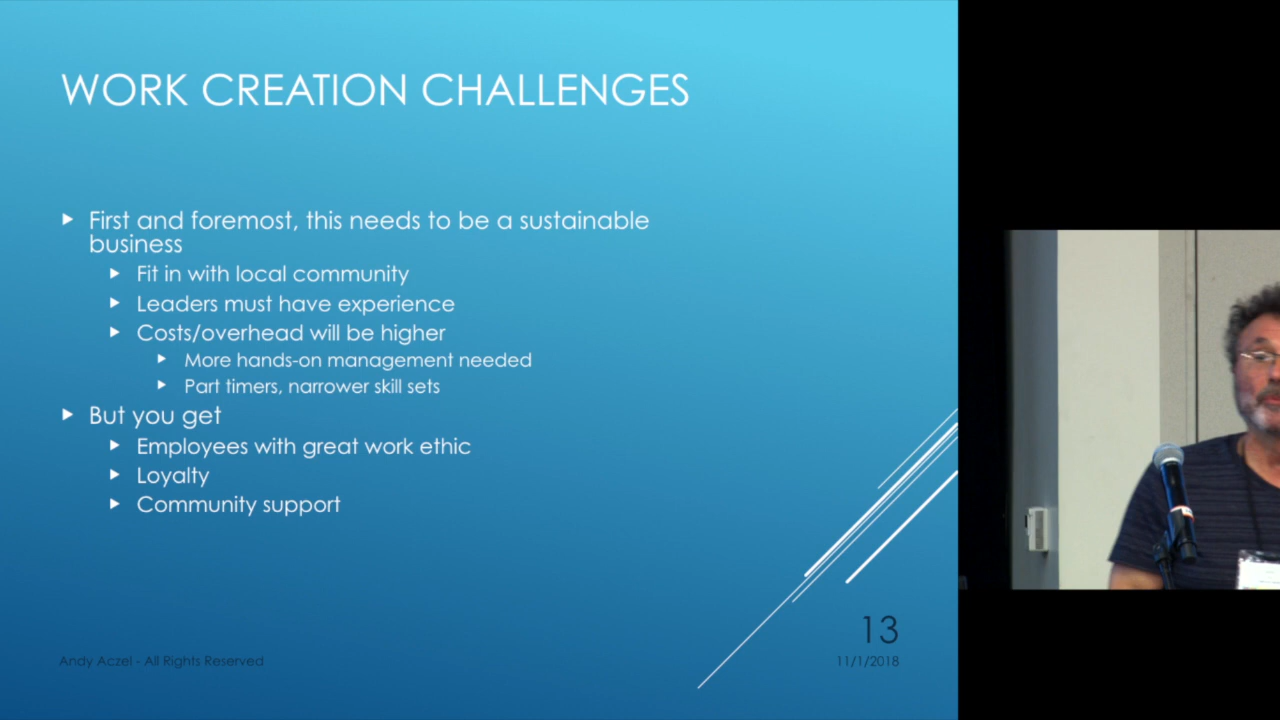 WORK CREATION CHALLENGES
First and foremost, this needs to be a sustainable
business
Fit in with local community
Leaders must have experience
Costs/overhead will be higher
More hands-on management needed
Part timers, narrower skill sets
But you get
Employees with great work ethic
Loyalty
Community support
13
Andy Aczel - All Rights Reserved
11/1/2018